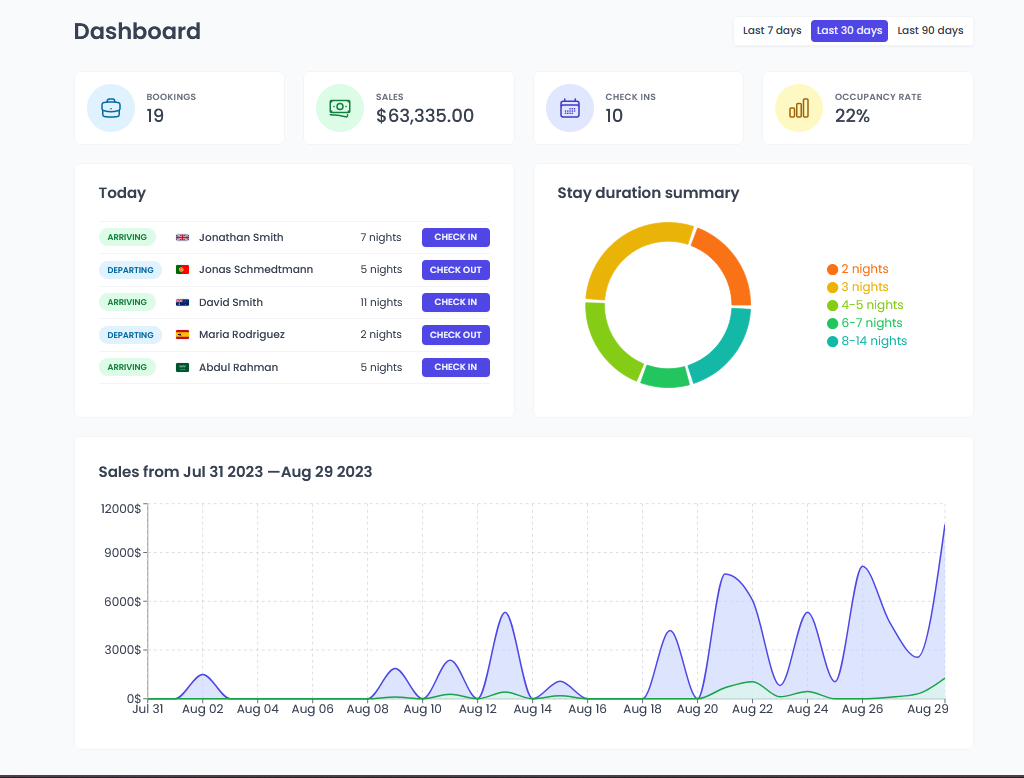 Dashboard
Last 7 days Last 30 days Last 90 days
BOOKINGS
19
SALES
$63,335.00
CHECK INS
10
OCCUPANCY RATE
22%
Today
ARRIVING Jonathan Smith 7 nights CHECK IN
DEPARTING Jonas Schmedtmann 5 nights CHECK OUT
ARRIVING David Smith 11 nights CHECK IN
DEPARTING Maria Rodriguez 2 nights CHECK OUT
ARRIVING Abdul Rahman 5 nights CHECK IN
Stay duration summary
2 nights
3 nights
4-5 nights
6-7 nights
8-14 nights
Sales from Jul 31 2023 —Aug 29 2023
12000$
9000$
6000$
3000$
0$
Jul 31 Aug 02 Aug 04 Aug 06 Aug 08 Aug 10 Aug 12 Aug 14 Aug 16 Aug 18 Aug 20 Aug 22 Aug 24 Aug 26 Aug 29